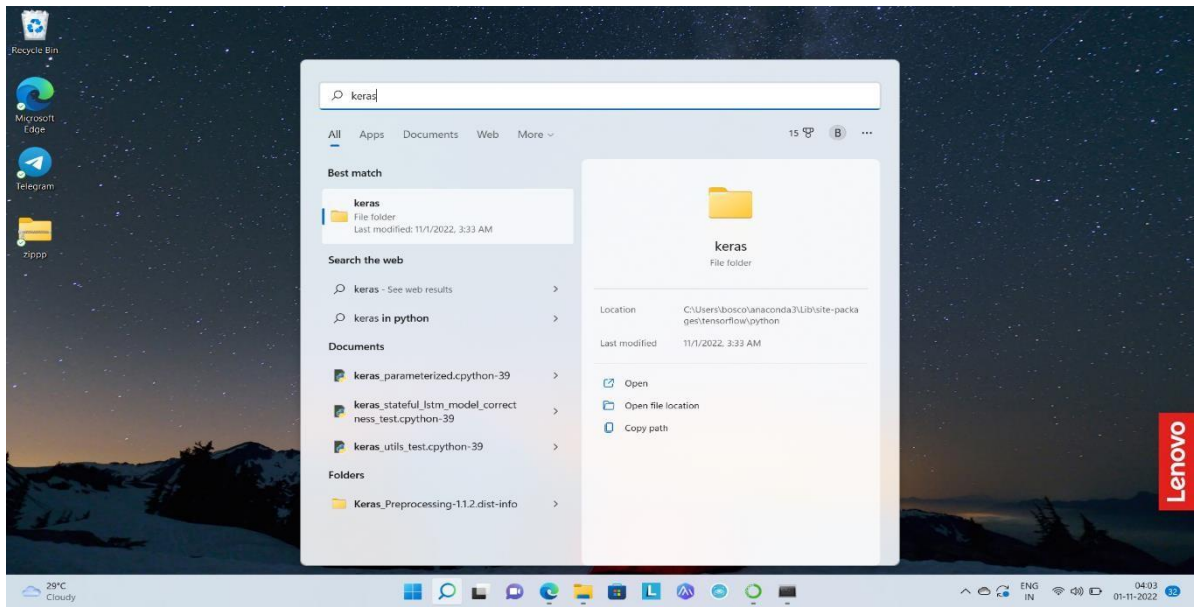 Recycle Bin
Microsoft
Edge
Telegram
zippp
keras
All Apps Documents Web More
15 B ...
Best match
keras
File folder
Last modified: 11/1/2022, 3:33 AM
Search the web
keras - See web results
keras in python
Documents
keras_parameterized.cpython-39
keras_stateful_lstm_model_correct
ness_test.cpython-39
keras_utils_test.cpython-39
Folders
Keras_Preprocessing-1.1.2.dist-info
keras
File folder
Location C:\Users\bosco\anaconda3\Lib\site-packa
ges\tensorflow\python
Last modified 11/1/2022, 3:33 AM
Open
Open file location
Copy path
Lenovo
29°C
Cloudy
L
ENG
IN
04:03
01-11-2022
32